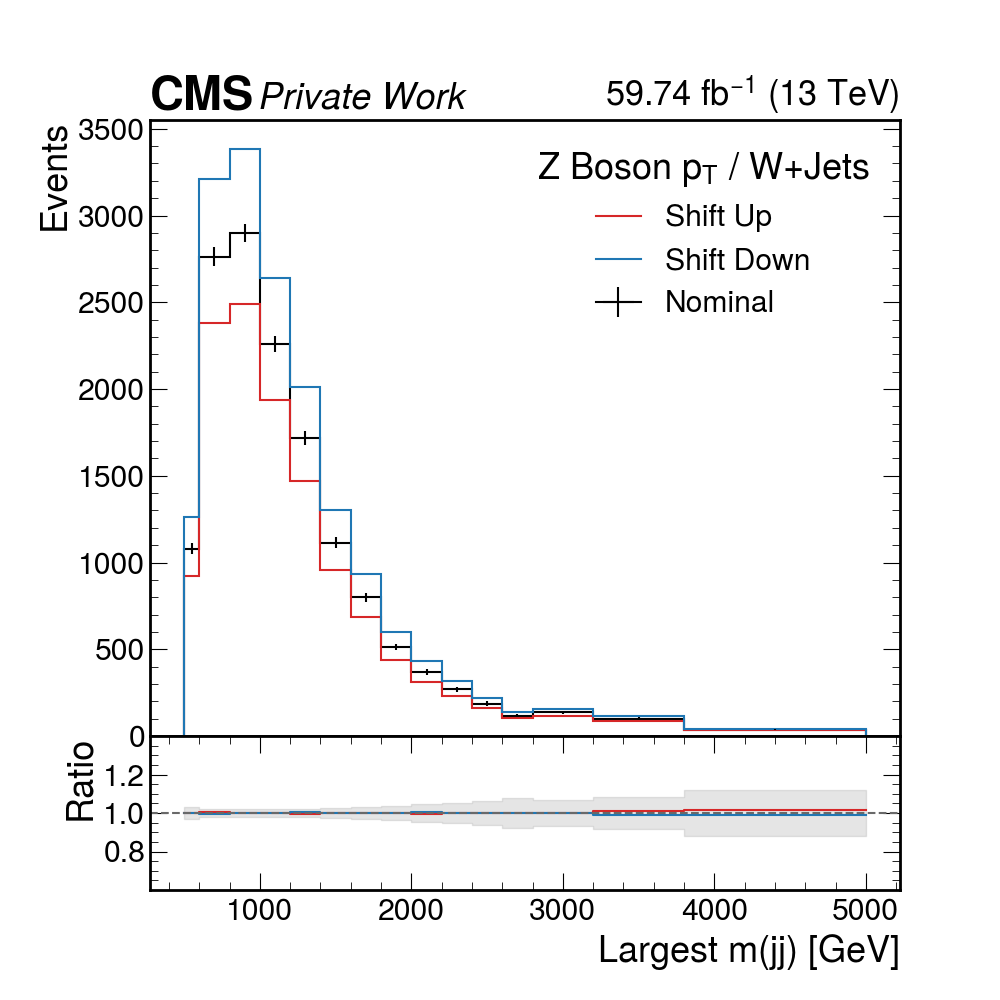 CMS Private Work 59.74 fb⁻¹ (13 TeV)
Events
3500
3000
2500
2000
1500
1000
500
0
Z Boson p_T / W+Jets
Shift Up
Shift Down
Nominal
Ratio
1.2
1.0
0.8
1000 2000 3000 4000 5000
Largest m(jj) [GeV]